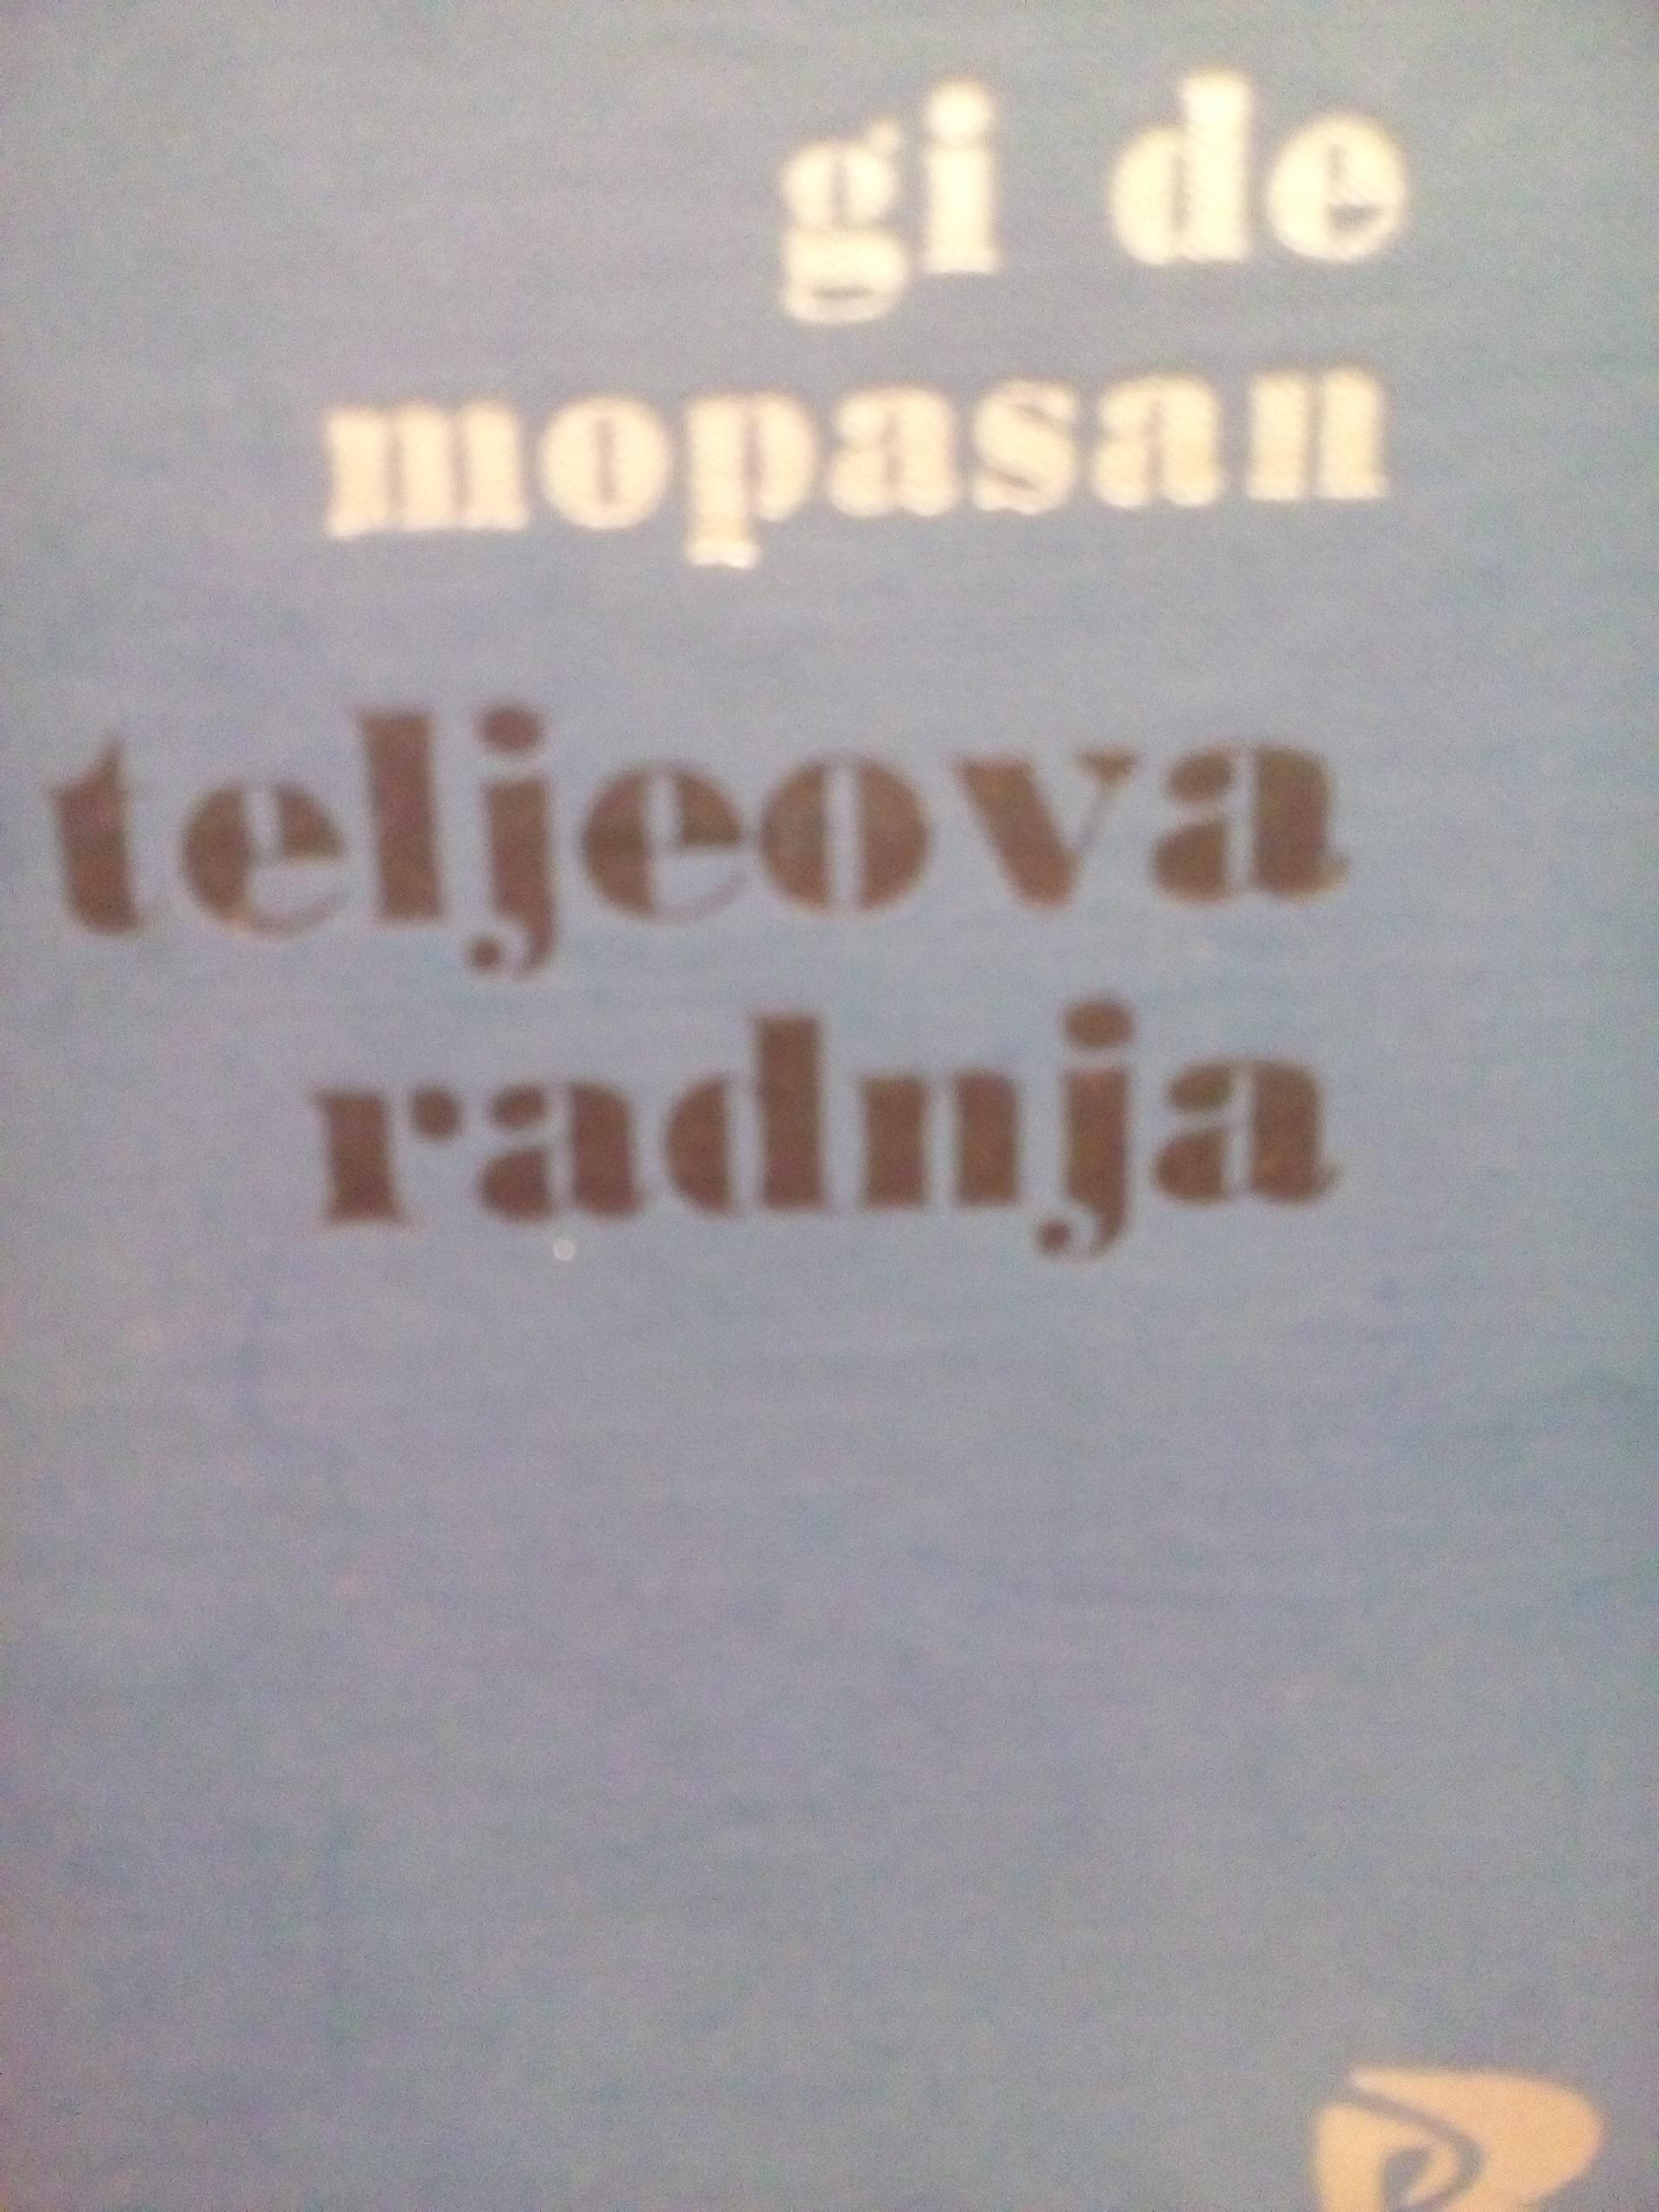 gi de
mopasan
teljeova
radnja